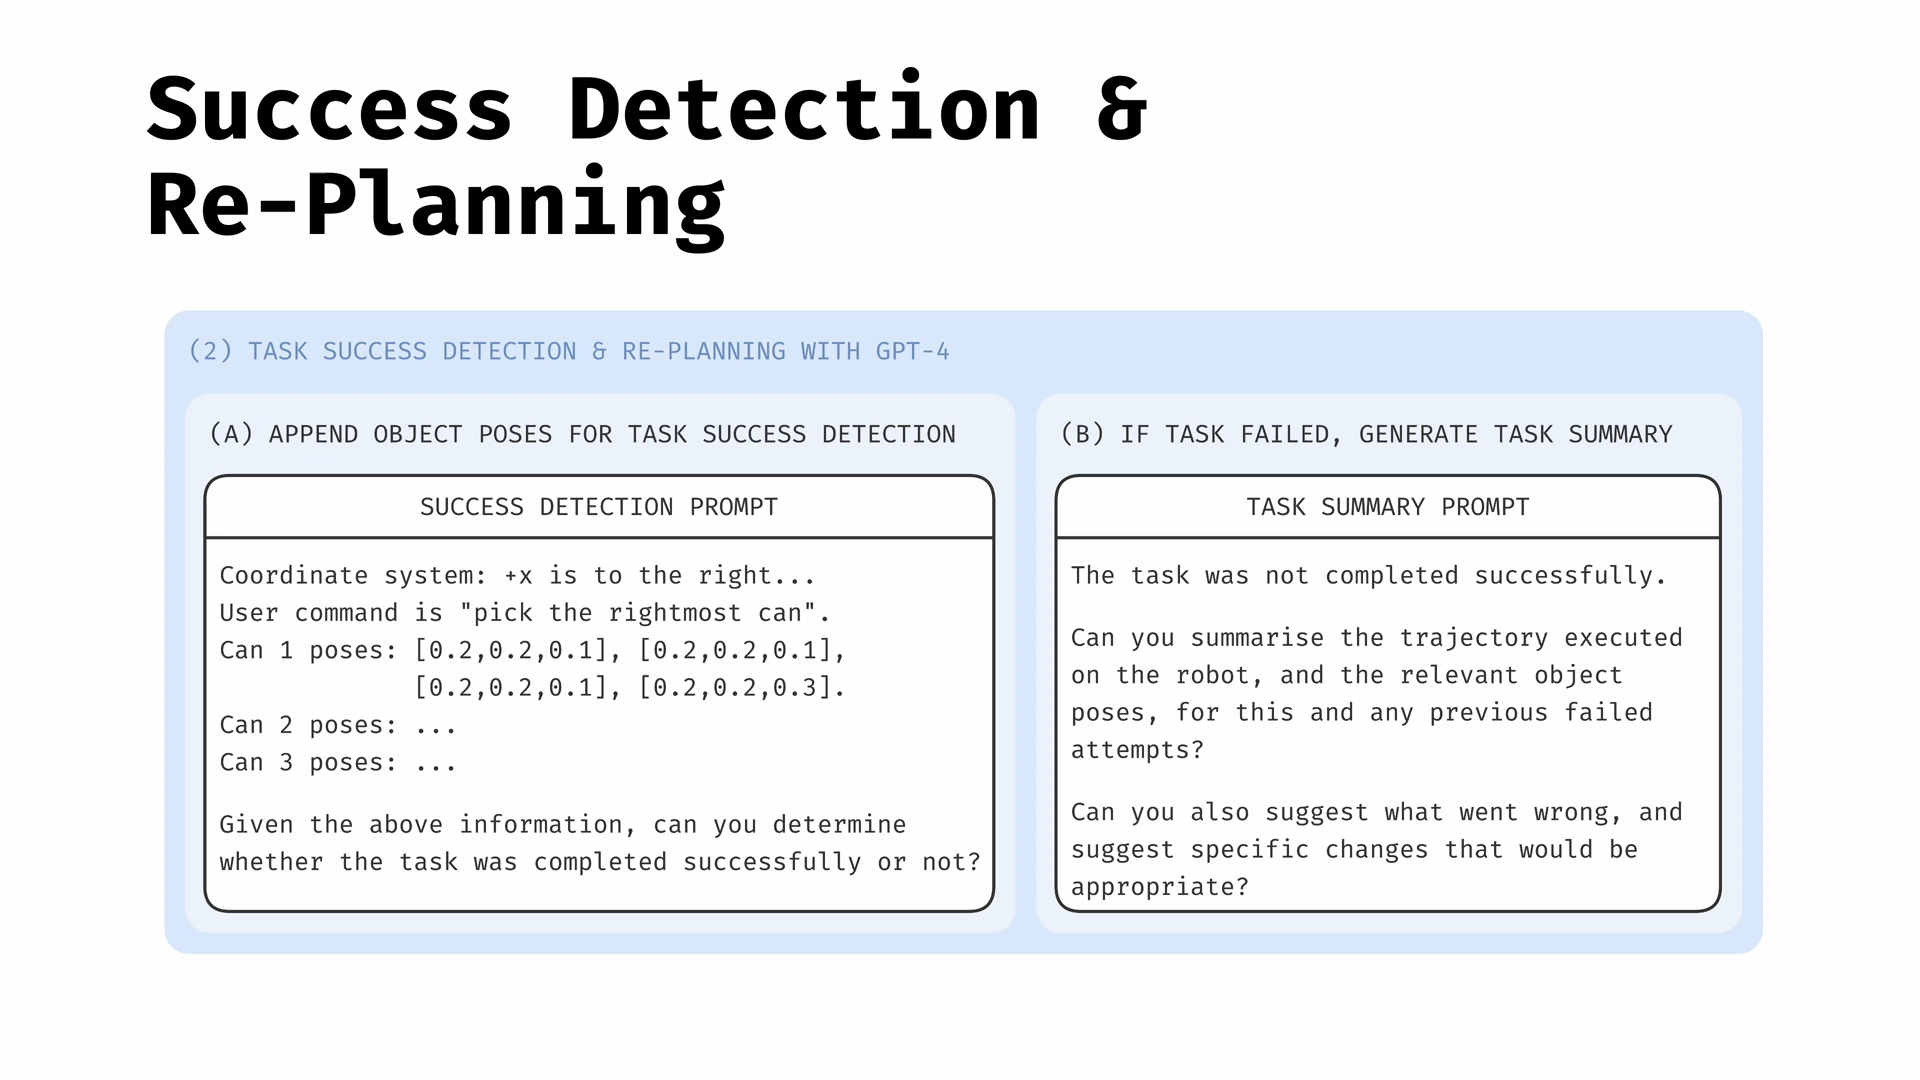 Success Detection &
Re-Planning
(2) TASK SUCCESS DETECTION & RE-PLANNING WITH GPT-4
(A) APPEND OBJECT POSES FOR TASK SUCCESS DETECTION
SUCCESS DETECTION PROMPT
Coordinate system: +x is to the right...
User command is "pick the rightmost can".
Can 1 poses: [0.2,0.2,0.1], [0.2,0.2,0.1],
[0.2,0.2,0.1], [0.2,0.2,0.3].
Can 2 poses: ...
Can 3 poses: ...
Given the above information, can you determine
whether the task was completed successfully or not?
(B) IF TASK FAILED, GENERATE TASK SUMMARY
TASK SUMMARY PROMPT
The task was not completed successfully.
Can you summarise the trajectory executed
on the robot, and the relevant object
poses, for this and any previous failed
attempts?
Can you also suggest what went wrong, and
suggest specific changes that would be
appropriate?